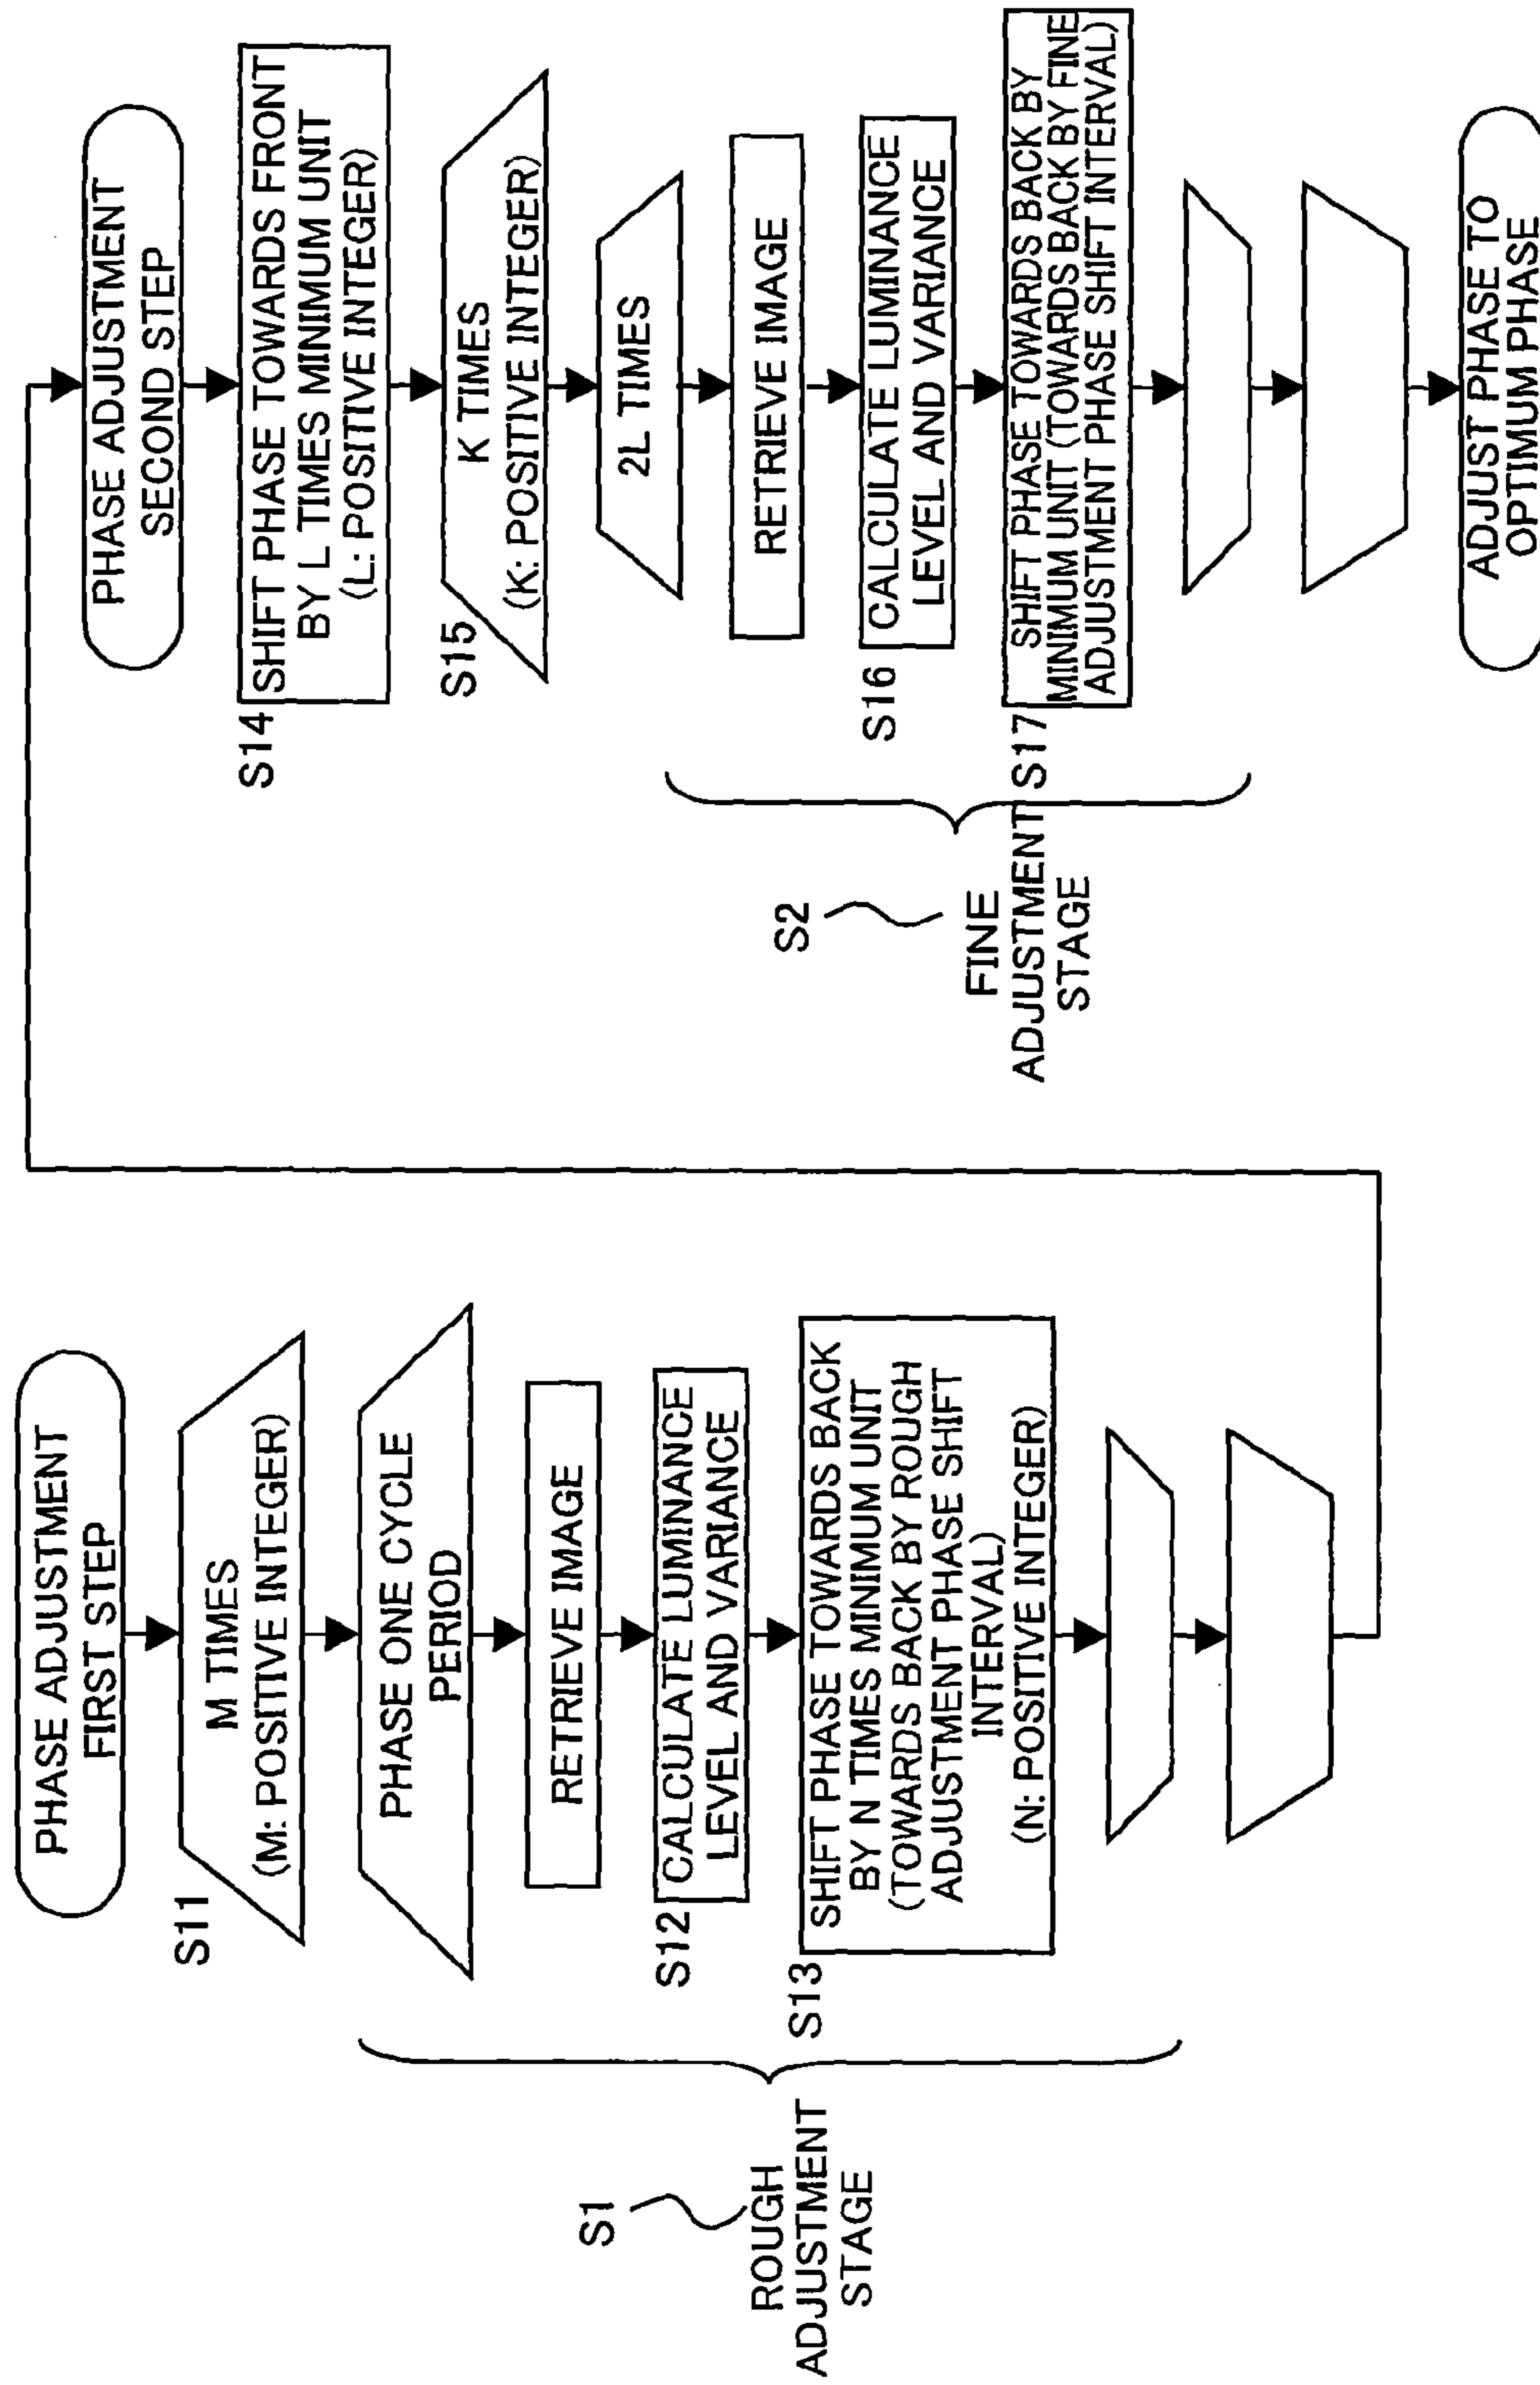 PHASE ADJUSTMENT
FIRST STEP
S11
M TIMES
(M: POSITIVE INTEGER)
PHASE ONE CYCLE
PERIOD
RETRIEVE IMAGE
S12
CALCULATE LUMINANCE
LEVEL AND VARIANCE
S13
SHIFT PHASE TOWARDS BACK
BY N TIMES MINIMUM UNIT
(TOWARDS BACK BY ROUGH
ADJUSTMENT PHASE SHIFT
INTERVAL)
(N: POSITIVE INTEGER)
S1
ROUGH
ADJUSTMENT
STAGE
PHASE ADJUSTMENT
SECOND STEP
S14
SHIFT PHASE TOWARDS FRONT
BY L TIMES MINIMUM UNIT
(L: POSITIVE INTEGER)
S15
K TIMES
(K: POSITIVE INTEGER)
2L TIMES
RETRIEVE IMAGE
S16
CALCULATE LUMINANCE
LEVEL AND VARIANCE
S17
SHIFT PHASE TOWARDS BACK BY
MINIMUM UNIT (TOWARDS BACK BY FINE
ADJUSTMENT PHASE SHIFT INTERVAL)
S2
FINE
ADJUSTMENT
STAGE
ADJUST PHASE TO
OPTIMUM PHASE